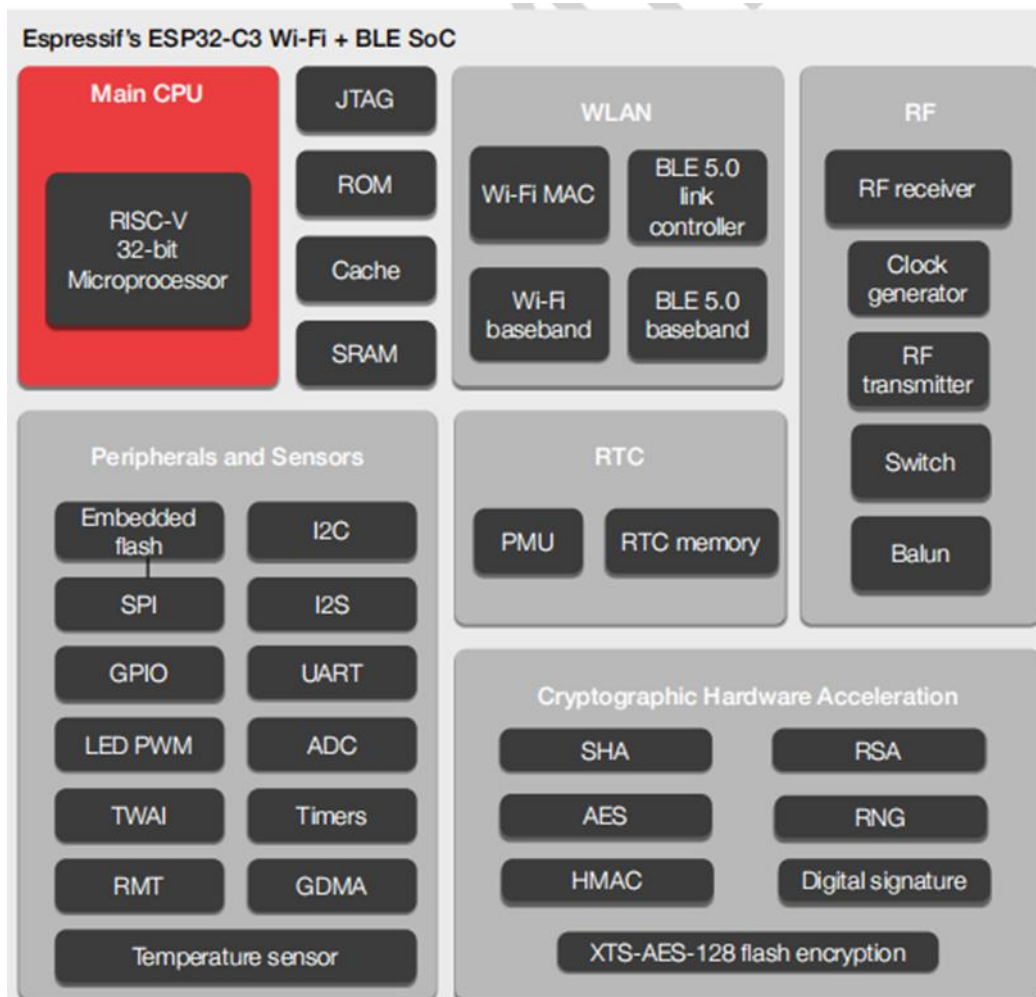 Espressif's ESP32-C3 Wi-Fi + BLE SoC
Main CPU
RISC-V
32-bit
Microprocessor
JTAG
ROM
Cache
SRAM
WLAN
Wi-Fi MAC
BLE 5.0
link
controller
Wi-Fi
baseband
BLE 5.0
baseband
RF
RF receiver
Clock
generator
RF
transmitter
Switch
Balun
Peripherals and Sensors
Embedded
flash
I2C
SPI
I2S
GPIO
UART
LED PWM
ADC
TWAI
Timers
RMT
GDMA
Temperature sensor
RTC
PMU
RTC memory
Cryptographic Hardware Acceleration
SHA
RSA
AES
RNG
HMAC
Digital signature
XTS-AES-128 flash encryption